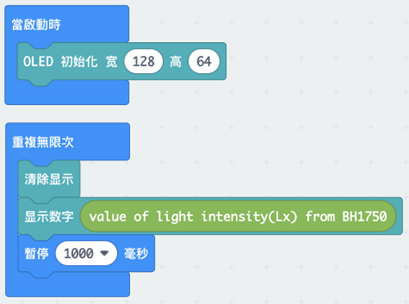 當啟動時
OLED 初始化 宽 128 高 64
重複無限次
清除显示
显示数字 value of light intensity(Lx) from BH1750
暫停 1000 毫秒